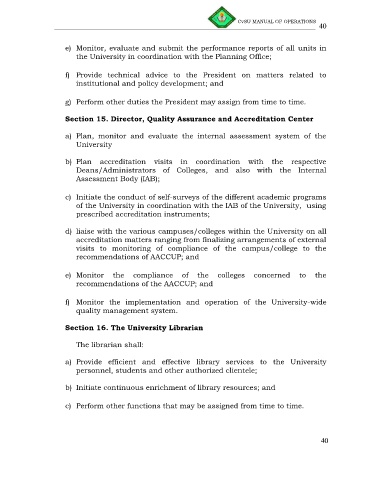 CvSU MANUAL OF OPERATIONS
40
e) Monitor, evaluate and submit the performance reports of all units in
the University in coordination with the Planning Office;
f) Provide technical advice to the President on matters related to
institutional and policy development; and
g) Perform other duties the President may assign from time to time.
Section 15. Director, Quality Assurance and Accreditation Center
a) Plan, monitor and evaluate the internal assessment system of the
University
b) Plan accreditation visits in coordination with the respective
Deans/Administrators of Colleges, and also with the Internal
Assessment Body (IAB);
c) Initiate the conduct of self-surveys of the different academic programs
of the University in coordination with the IAB of the University, using
prescribed accreditation instruments;
d) liaise with the various campuses/colleges within the University on all
accreditation matters ranging from finalizing arrangements of external
visits to monitoring of compliance of the campus/college to the
recommendations of AACCUP; and
e) Monitor the compliance of the colleges concerned to the
recommendations of the AACCUP; and
f) Monitor the implementation and operation of the University-wide
quality management system.
Section 16. The University Librarian
The librarian shall:
a) Provide efficient and effective library services to the University
personnel, students and other authorized clientele;
b) Initiate continuous enrichment of library resources; and
c) Perform other functions that may be assigned from time to time.
40